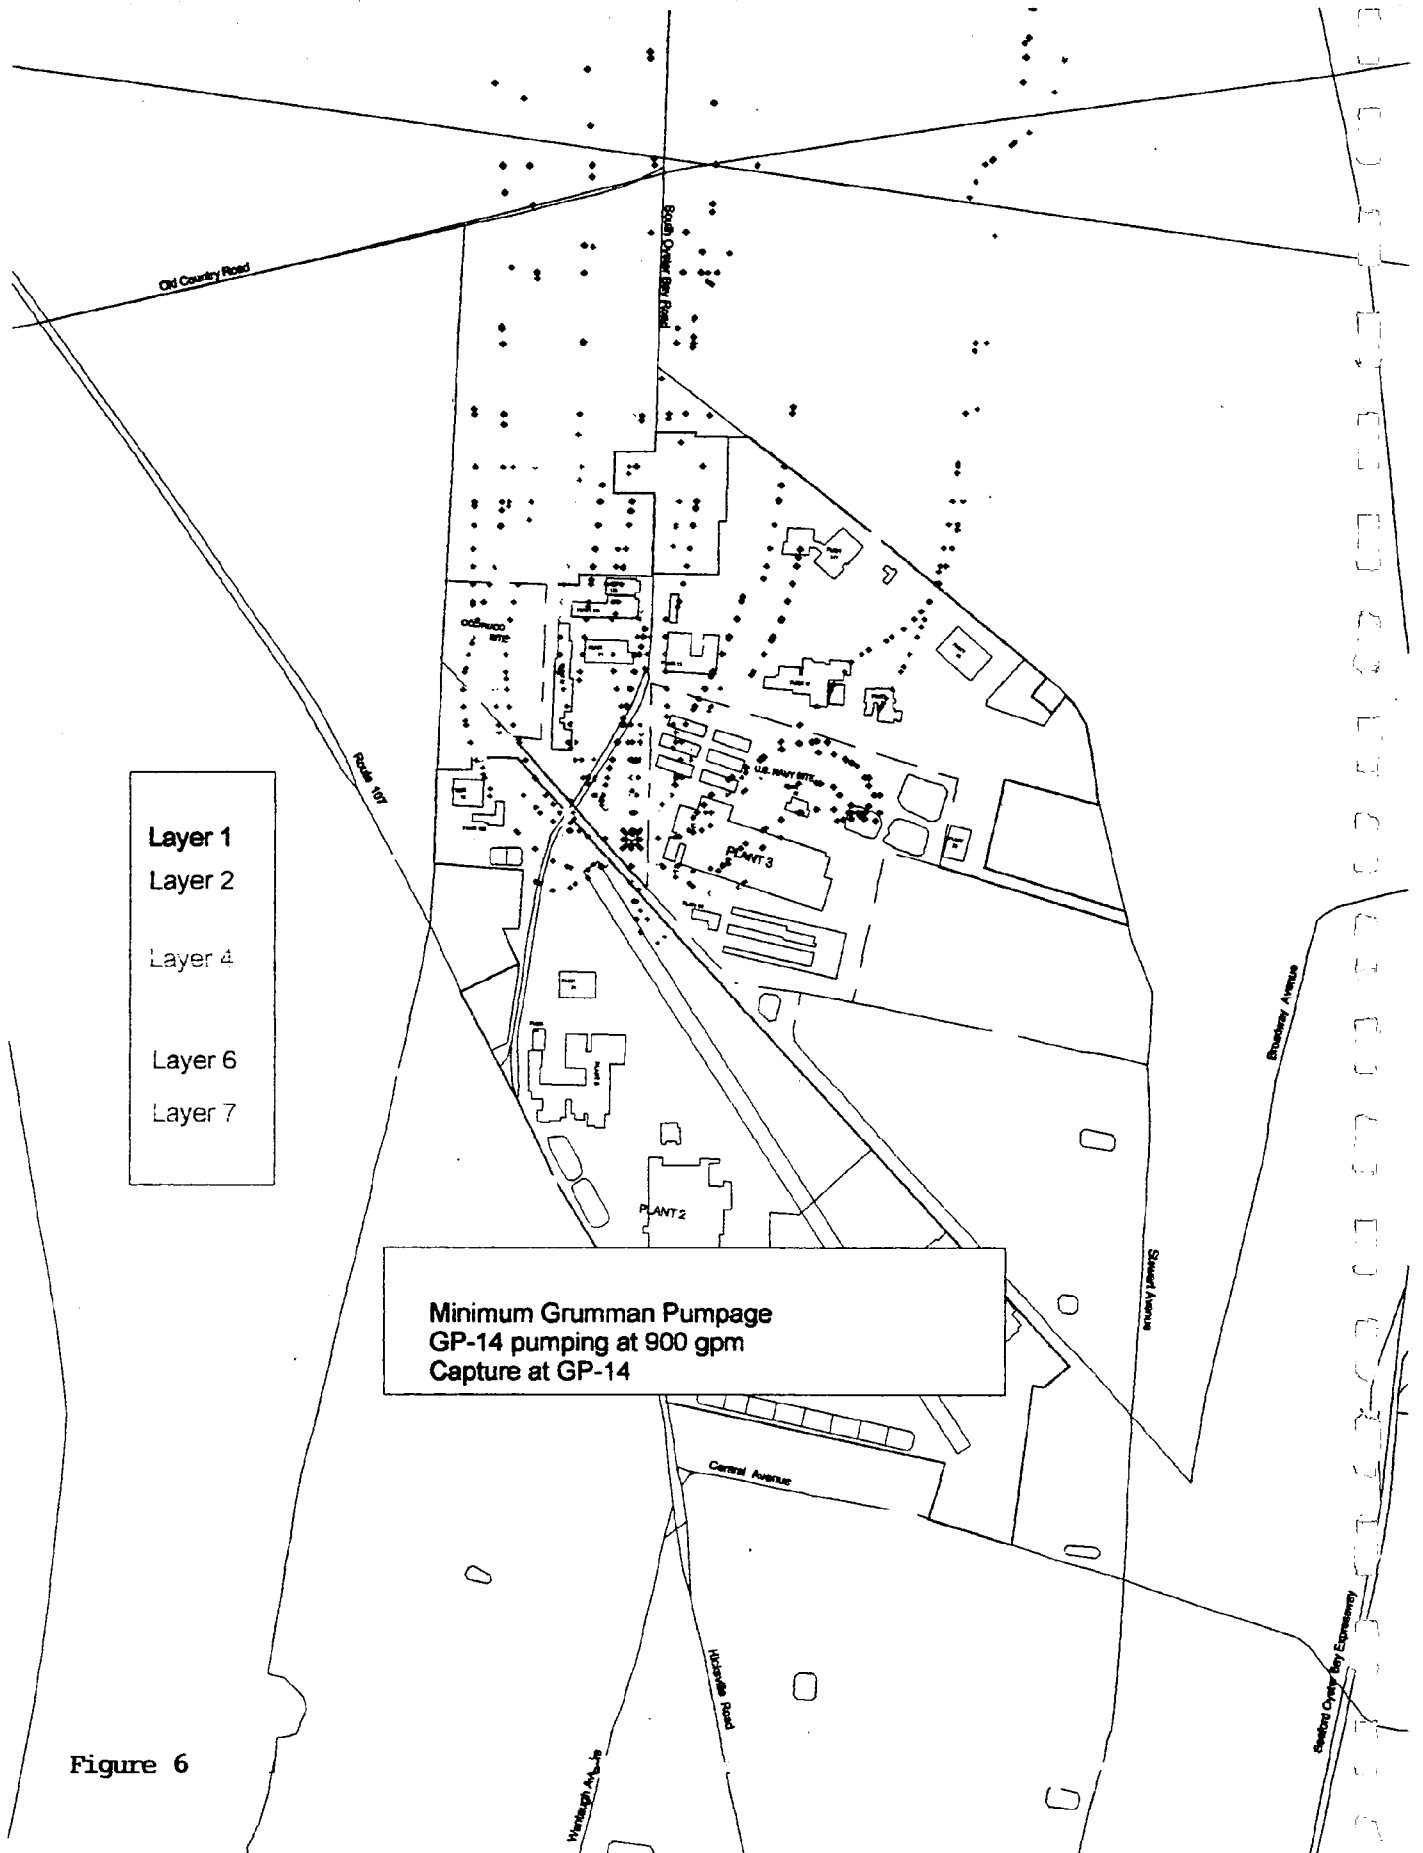 Old Country Road
South Oyster Bay Road
Route 107
SITE
U.S. NAVY SITE
PLANT 3
Layer 1
Layer 2
Layer 4
Layer 6
Layer 7
Broadway Avenue
PLANT 2
Stewart Avenue
Minimum Grumman Pumpage
GP-14 pumping at 900 gpm
Capture at GP-14
Central Avenue
Hicksville Road
Seaford Oyster Bay Expressway
Wantagh
Figure 6